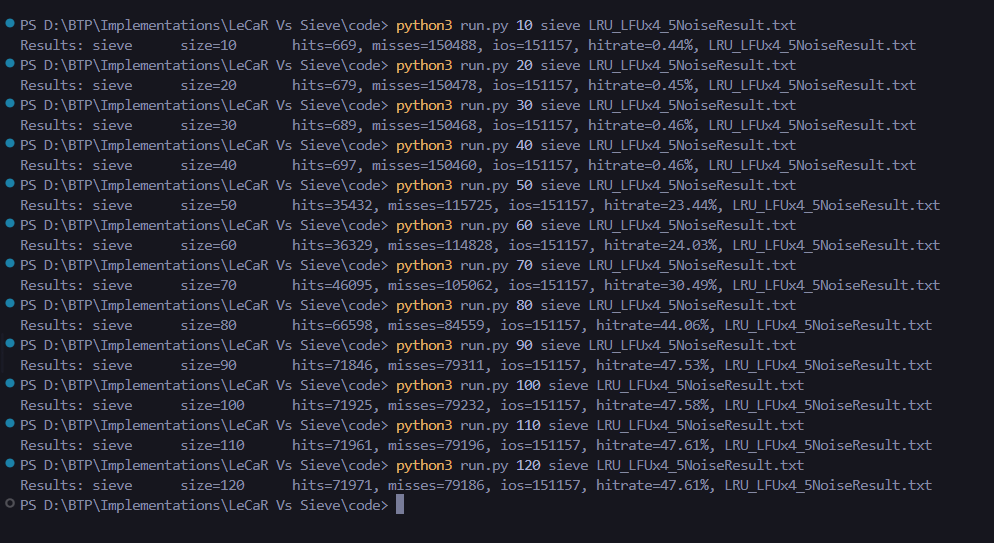 PS D:\BTP\Implementations\LeCaR Vs Sieve\code> python3 run.py 10 sieve LRU_LFUx4_5NoiseResult.txt
Results: sieve      size=10       hits=669, misses=150488, ios=151157, hitrate=0.44%, LRU_LFUx4_5NoiseResult.txt
PS D:\BTP\Implementations\LeCaR Vs Sieve\code> python3 run.py 20 sieve LRU_LFUx4_5NoiseResult.txt
Results: sieve      size=20       hits=679, misses=150478, ios=151157, hitrate=0.45%, LRU_LFUx4_5NoiseResult.txt
PS D:\BTP\Implementations\LeCaR Vs Sieve\code> python3 run.py 30 sieve LRU_LFUx4_5NoiseResult.txt
Results: sieve      size=30       hits=689, misses=150468, ios=151157, hitrate=0.46%, LRU_LFUx4_5NoiseResult.txt
PS D:\BTP\Implementations\LeCaR Vs Sieve\code> python3 run.py 40 sieve LRU_LFUx4_5NoiseResult.txt
Results: sieve      size=40       hits=697, misses=150460, ios=151157, hitrate=0.46%, LRU_LFUx4_5NoiseResult.txt
PS D:\BTP\Implementations\LeCaR Vs Sieve\code> python3 run.py 50 sieve LRU_LFUx4_5NoiseResult.txt
Results: sieve      size=50       hits=35432, misses=115725, ios=151157, hitrate=23.44%, LRU_LFUx4_5NoiseResult.txt
PS D:\BTP\Implementations\LeCaR Vs Sieve\code> python3 run.py 60 sieve LRU_LFUx4_5NoiseResult.txt
Results: sieve      size=60       hits=36329, misses=114828, ios=151157, hitrate=24.03%, LRU_LFUx4_5NoiseResult.txt
PS D:\BTP\Implementations\LeCaR Vs Sieve\code> python3 run.py 70 sieve LRU_LFUx4_5NoiseResult.txt
Results: sieve      size=70       hits=46095, misses=105062, ios=151157, hitrate=30.49%, LRU_LFUx4_5NoiseResult.txt
PS D:\BTP\Implementations\LeCaR Vs Sieve\code> python3 run.py 80 sieve LRU_LFUx4_5NoiseResult.txt
Results: sieve      size=80       hits=66598, misses=84559, ios=151157, hitrate=44.06%, LRU_LFUx4_5NoiseResult.txt
PS D:\BTP\Implementations\LeCaR Vs Sieve\code> python3 run.py 90 sieve LRU_LFUx4_5NoiseResult.txt
Results: sieve      size=90       hits=71846, misses=79311, ios=151157, hitrate=47.53%, LRU_LFUx4_5NoiseResult.txt
PS D:\BTP\Implementations\LeCaR Vs Sieve\code> python3 run.py 100 sieve LRU_LFUx4_5NoiseResult.txt
Results: sieve      size=100      hits=71925, misses=79232, ios=151157, hitrate=47.58%, LRU_LFUx4_5NoiseResult.txt
PS D:\BTP\Implementations\LeCaR Vs Sieve\code> python3 run.py 110 sieve LRU_LFUx4_5NoiseResult.txt
Results: sieve      size=110      hits=71961, misses=79196, ios=151157, hitrate=47.61%, LRU_LFUx4_5NoiseResult.txt
PS D:\BTP\Implementations\LeCaR Vs Sieve\code> python3 run.py 120 sieve LRU_LFUx4_5NoiseResult.txt
Results: sieve      size=120      hits=71971, misses=79186, ios=151157, hitrate=47.61%, LRU_LFUx4_5NoiseResult.txt
PS D:\BTP\Implementations\LeCaR Vs Sieve\code>